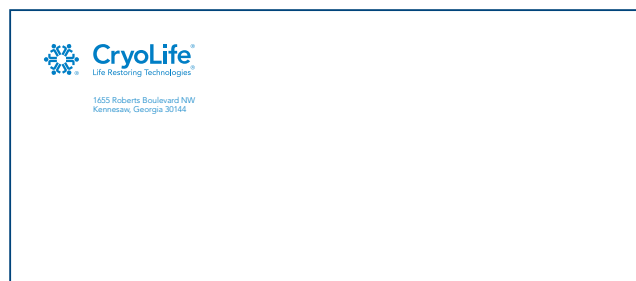 CryoLife®
Life Restoring Technologies®
1655 Roberts Boulevard NW
Kennesaw, Georgia 30144